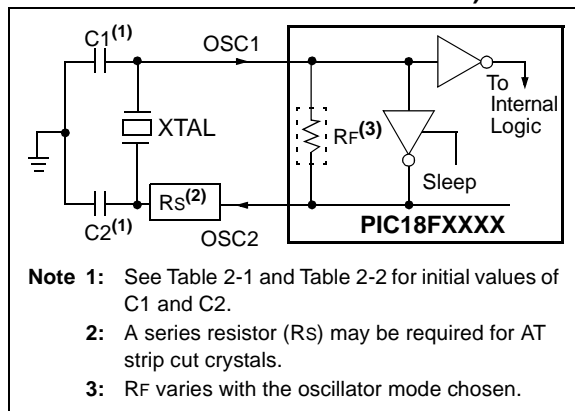 C1(1)
OSC1
To
Internal
Logic
XTAL
RF(3)
Sleep
C2(1)
RS(2)
OSC2
PIC18FXXXX
Note 1: See Table 2-1 and Table 2-2 for initial values of
C1 and C2.
2: A series resistor (RS) may be required for AT
strip cut crystals.
3: RF varies with the oscillator mode chosen.